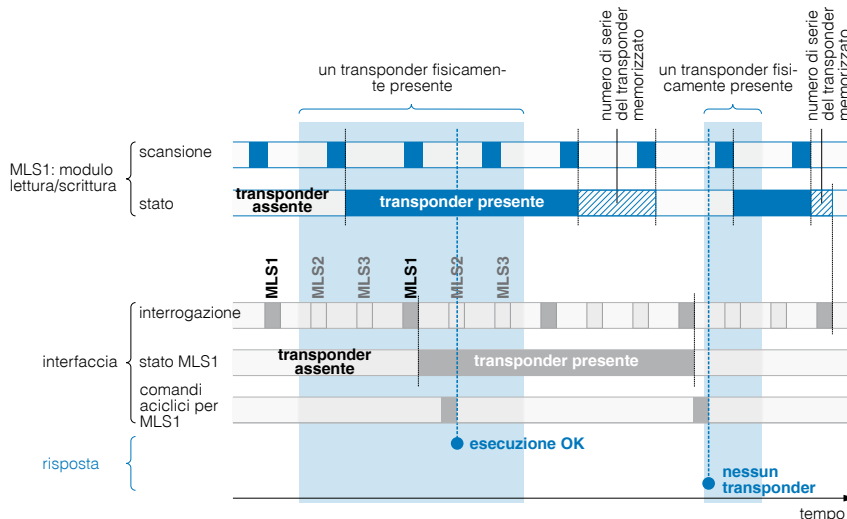 un transponder fisicamen-
te presente
numero di serie
del transponder
memorizzato
un transponder fisi-
camente presente
numero di serie
del transponder
memorizzato
MLS1: modulo
lettura/scrittura
scansione
stato
transponder
assente
transponder presente
MLS1
MLS2
MLS3
MLS1
MLS2
MLS3
interfaccia
interrogazione
stato MLS1
transponder
assente
transponder presente
comandi
aciclici per
MLS1
risposta
esecuzione OK
nessun
transponder
tempo